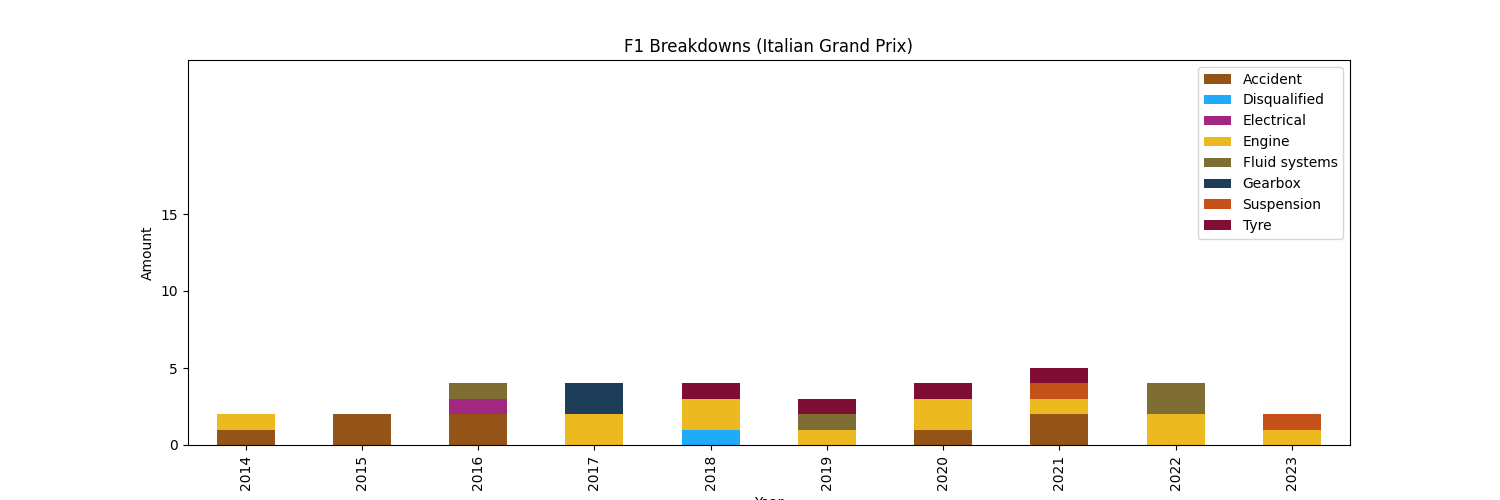 F1 Breakdowns (Italian Grand Prix)
Accident
Disqualified
Electrical
Engine
Fluid systems
Gearbox
Suspension
Tyre
Amount
15
10
5
0
2014
2015
2016
2017
2018
2019
2020
2021
2022
2023
Year